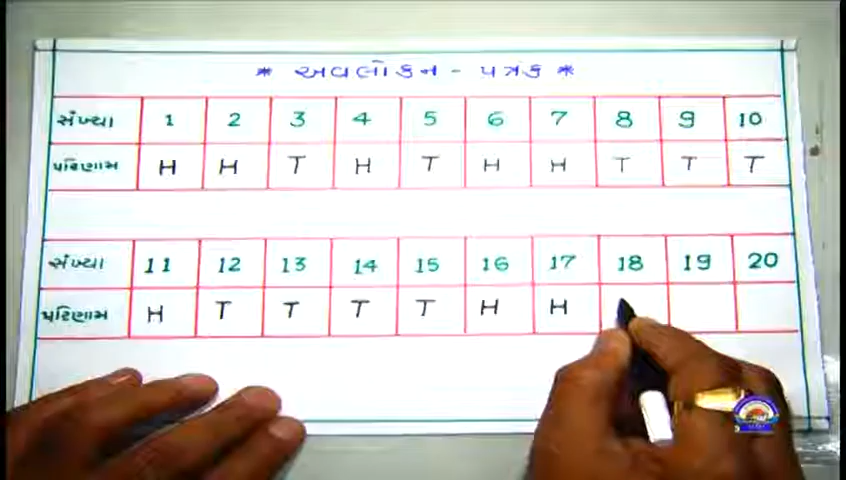 * અવલોકન - પત્રક *
સંખ્યા 1 2 3 4 5 6 7 8 9 10
પરિણામ H H T H T H H T T T
સંખ્યા 11 12 13 14 15 16 17 18 19 20
પરિણામ H T T T T H H